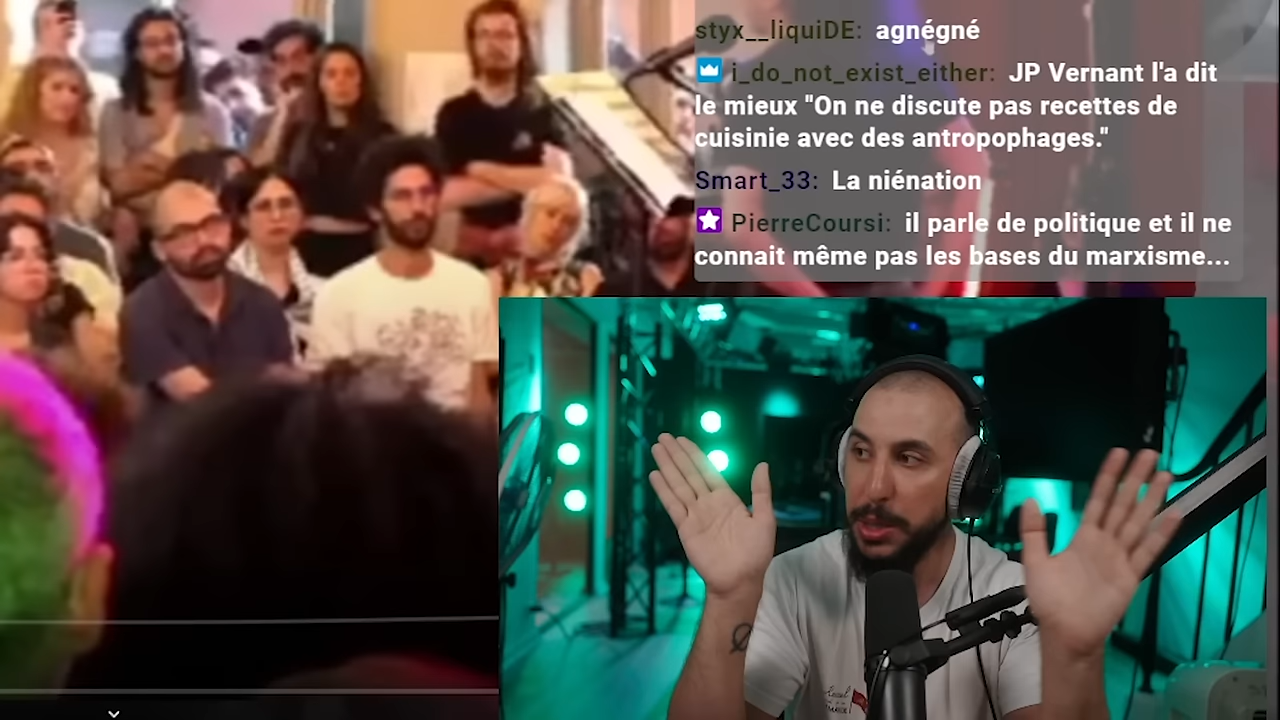 styx__liquiDE: agnégné
i_do_not_exist_either: JP Vernant l'a dit
le mieux "On ne discute pas recettes de
cuisinie avec des antropophages."
Smart_33: La niénation
PierreCoursi: il parle de politique et il ne
connait même pas les bases du marxisme...